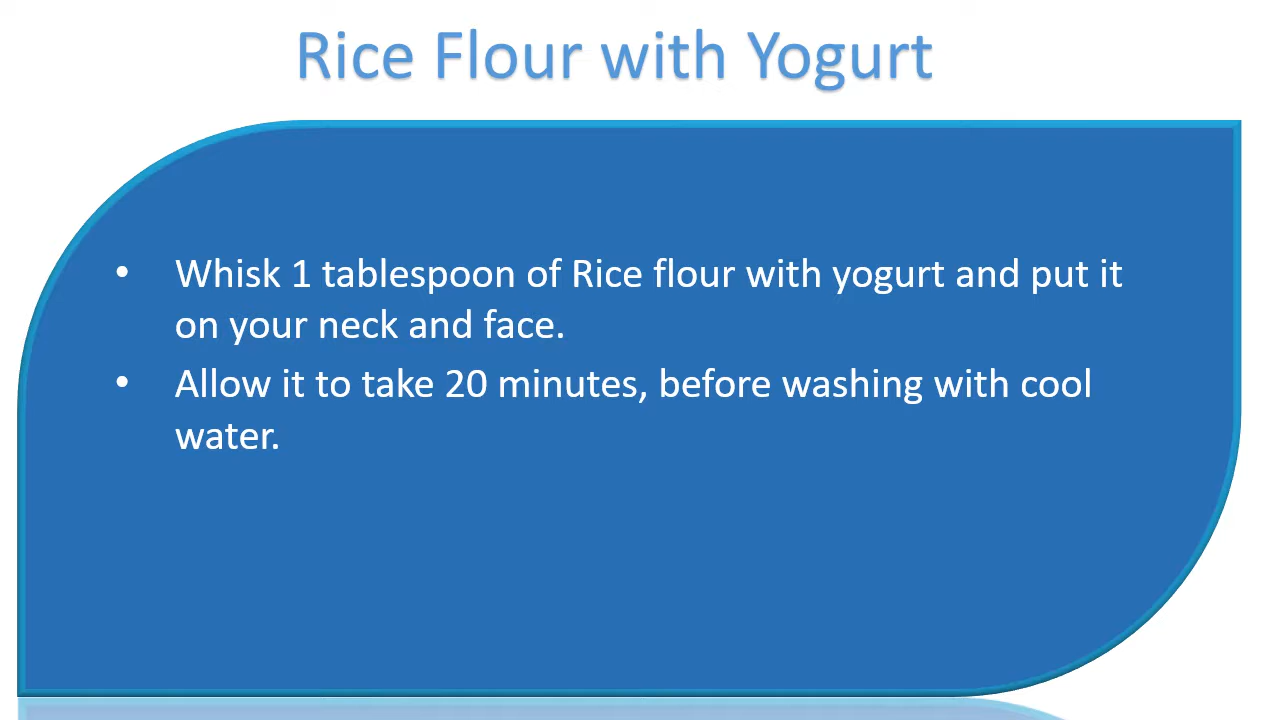 Rice Flour with Yogurt
• Whisk 1 tablespoon of Rice flour with yogurt and put it
on your neck and face.
• Allow it to take 20 minutes, before washing with cool
water.